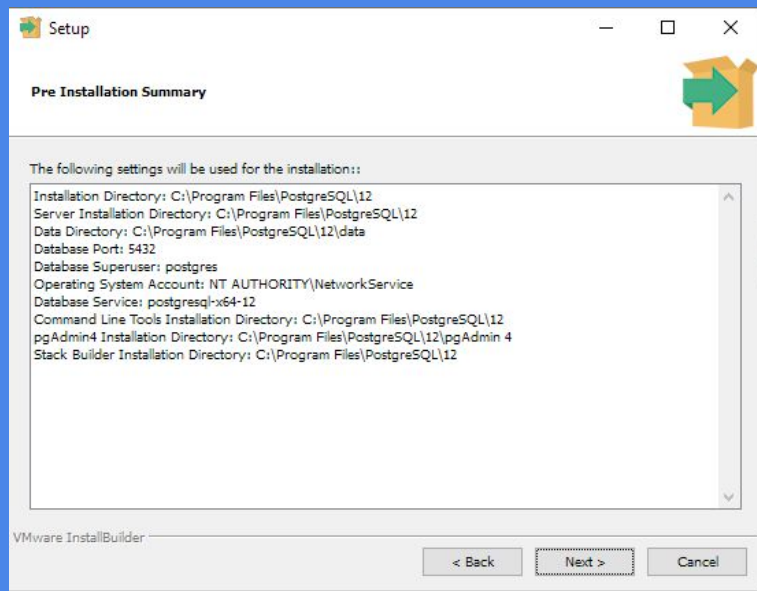 Setup
Pre Installation Summary
The following settings will be used for the installation::
Installation Directory: C:\Program Files\PostgreSQL\12
Server Installation Directory: C:\Program Files\PostgreSQL\12
Data Directory: C:\Program Files\PostgreSQL\12\data
Database Port: 5432
Database Superuser: postgres
Operating System Account: NT AUTHORITY\NetworkService
Database Service: postgresql-x64-12
Command Line Tools Installation Directory: C:\Program Files\PostgreSQL\12
pgAdmin4 Installation Directory: C:\Program Files\PostgreSQL\12\pgAdmin 4
Stack Builder Installation Directory: C:\Program Files\PostgreSQL\12
VMware InstallBuilder
< Back Next > Cancel